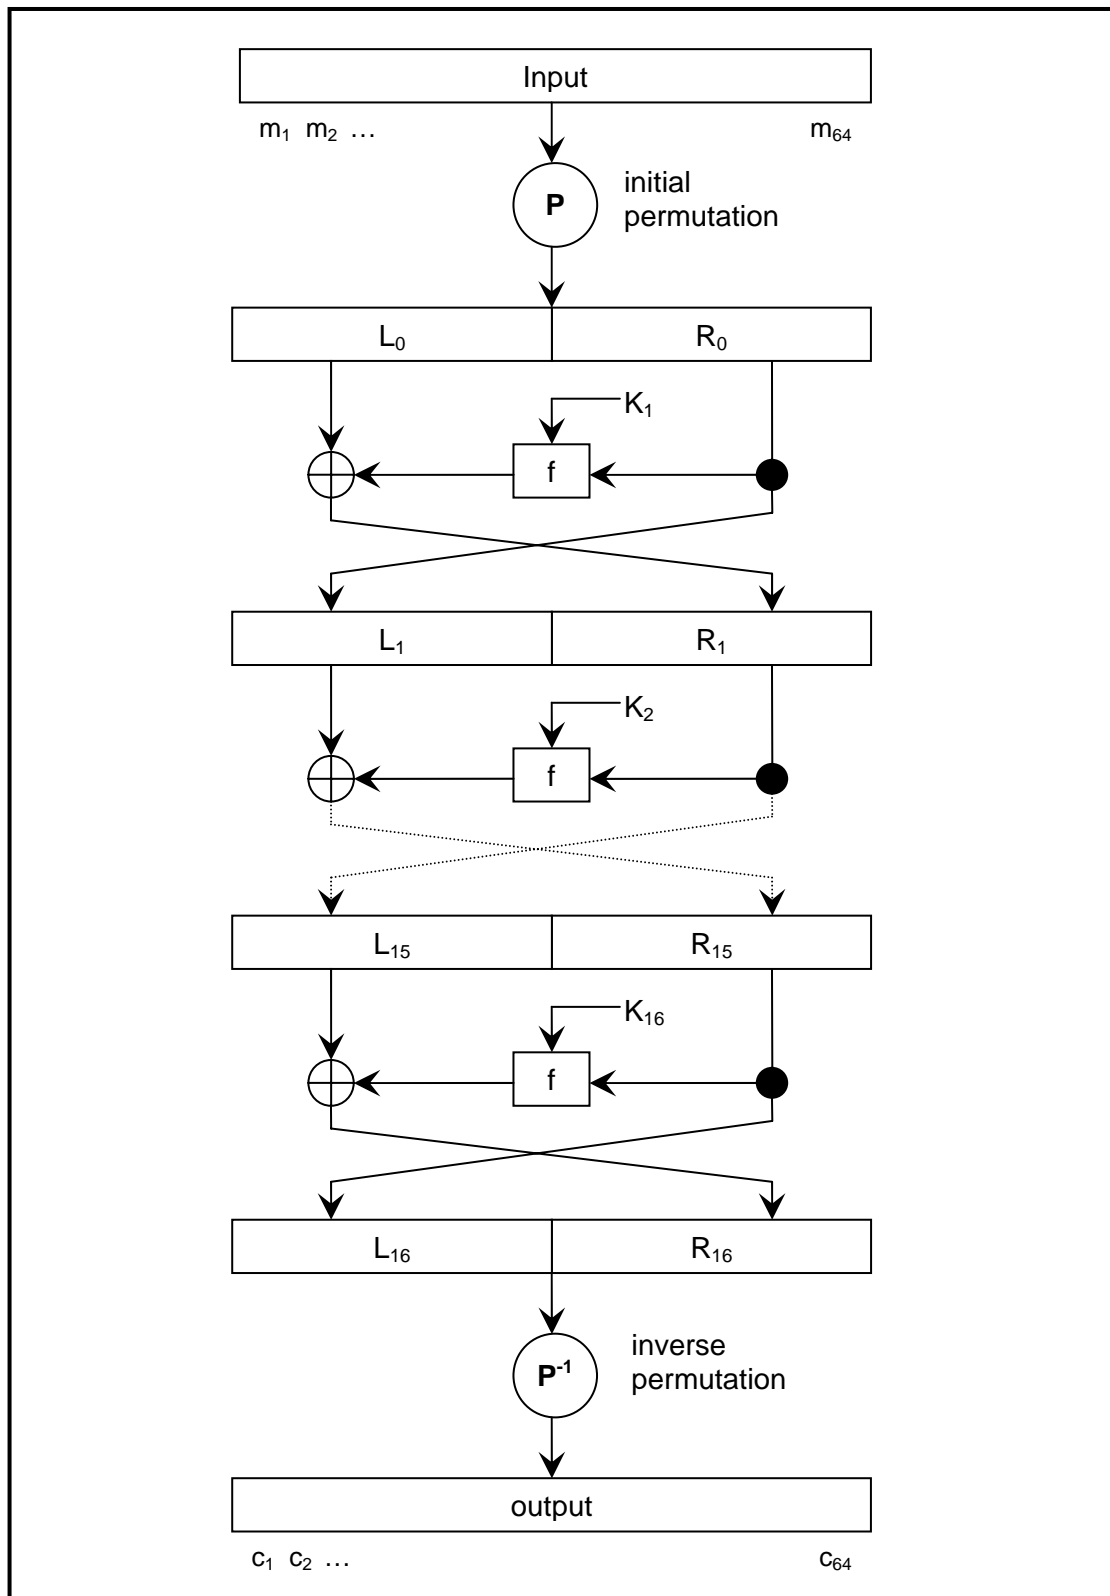 Input
m₁ m₂ … m₆₄
P
initial
permutation
L₀ R₀
K₁
f
L₁ R₁
K₂
f
L₁₅ R₁₅
K₁₆
f
L₁₆ R₁₆
P⁻¹
inverse
permutation
output
c₁ c₂ … c₆₄